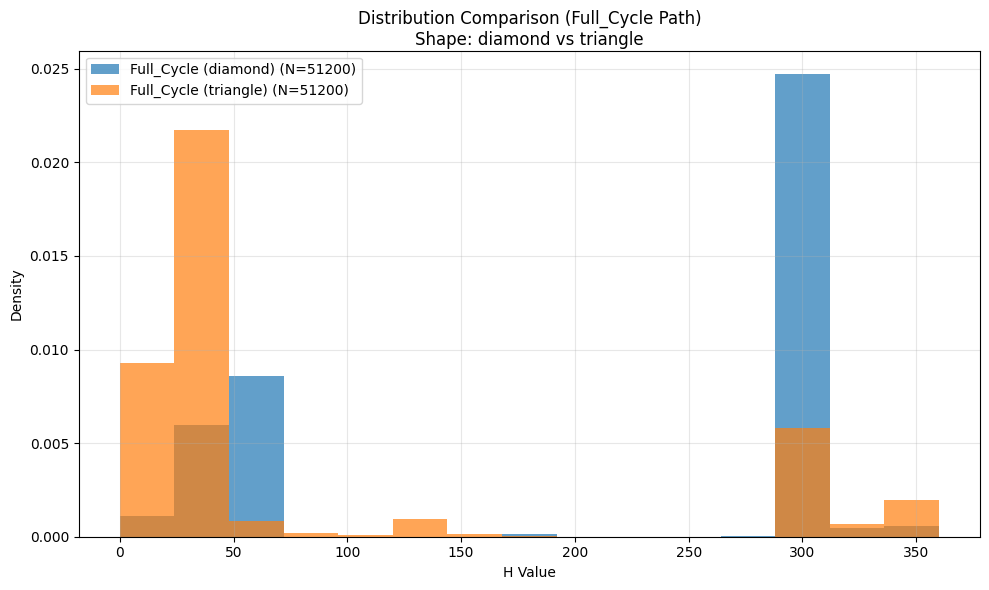 Distribution Comparison (Full_Cycle Path)
Shape: diamond vs triangle
Full_Cycle (diamond) (N=51200)
Full_Cycle (triangle) (N=51200)
Density
0.025
0.020
0.015
0.010
0.005
0.000
0 50 100 150 200 250 300 350
H Value